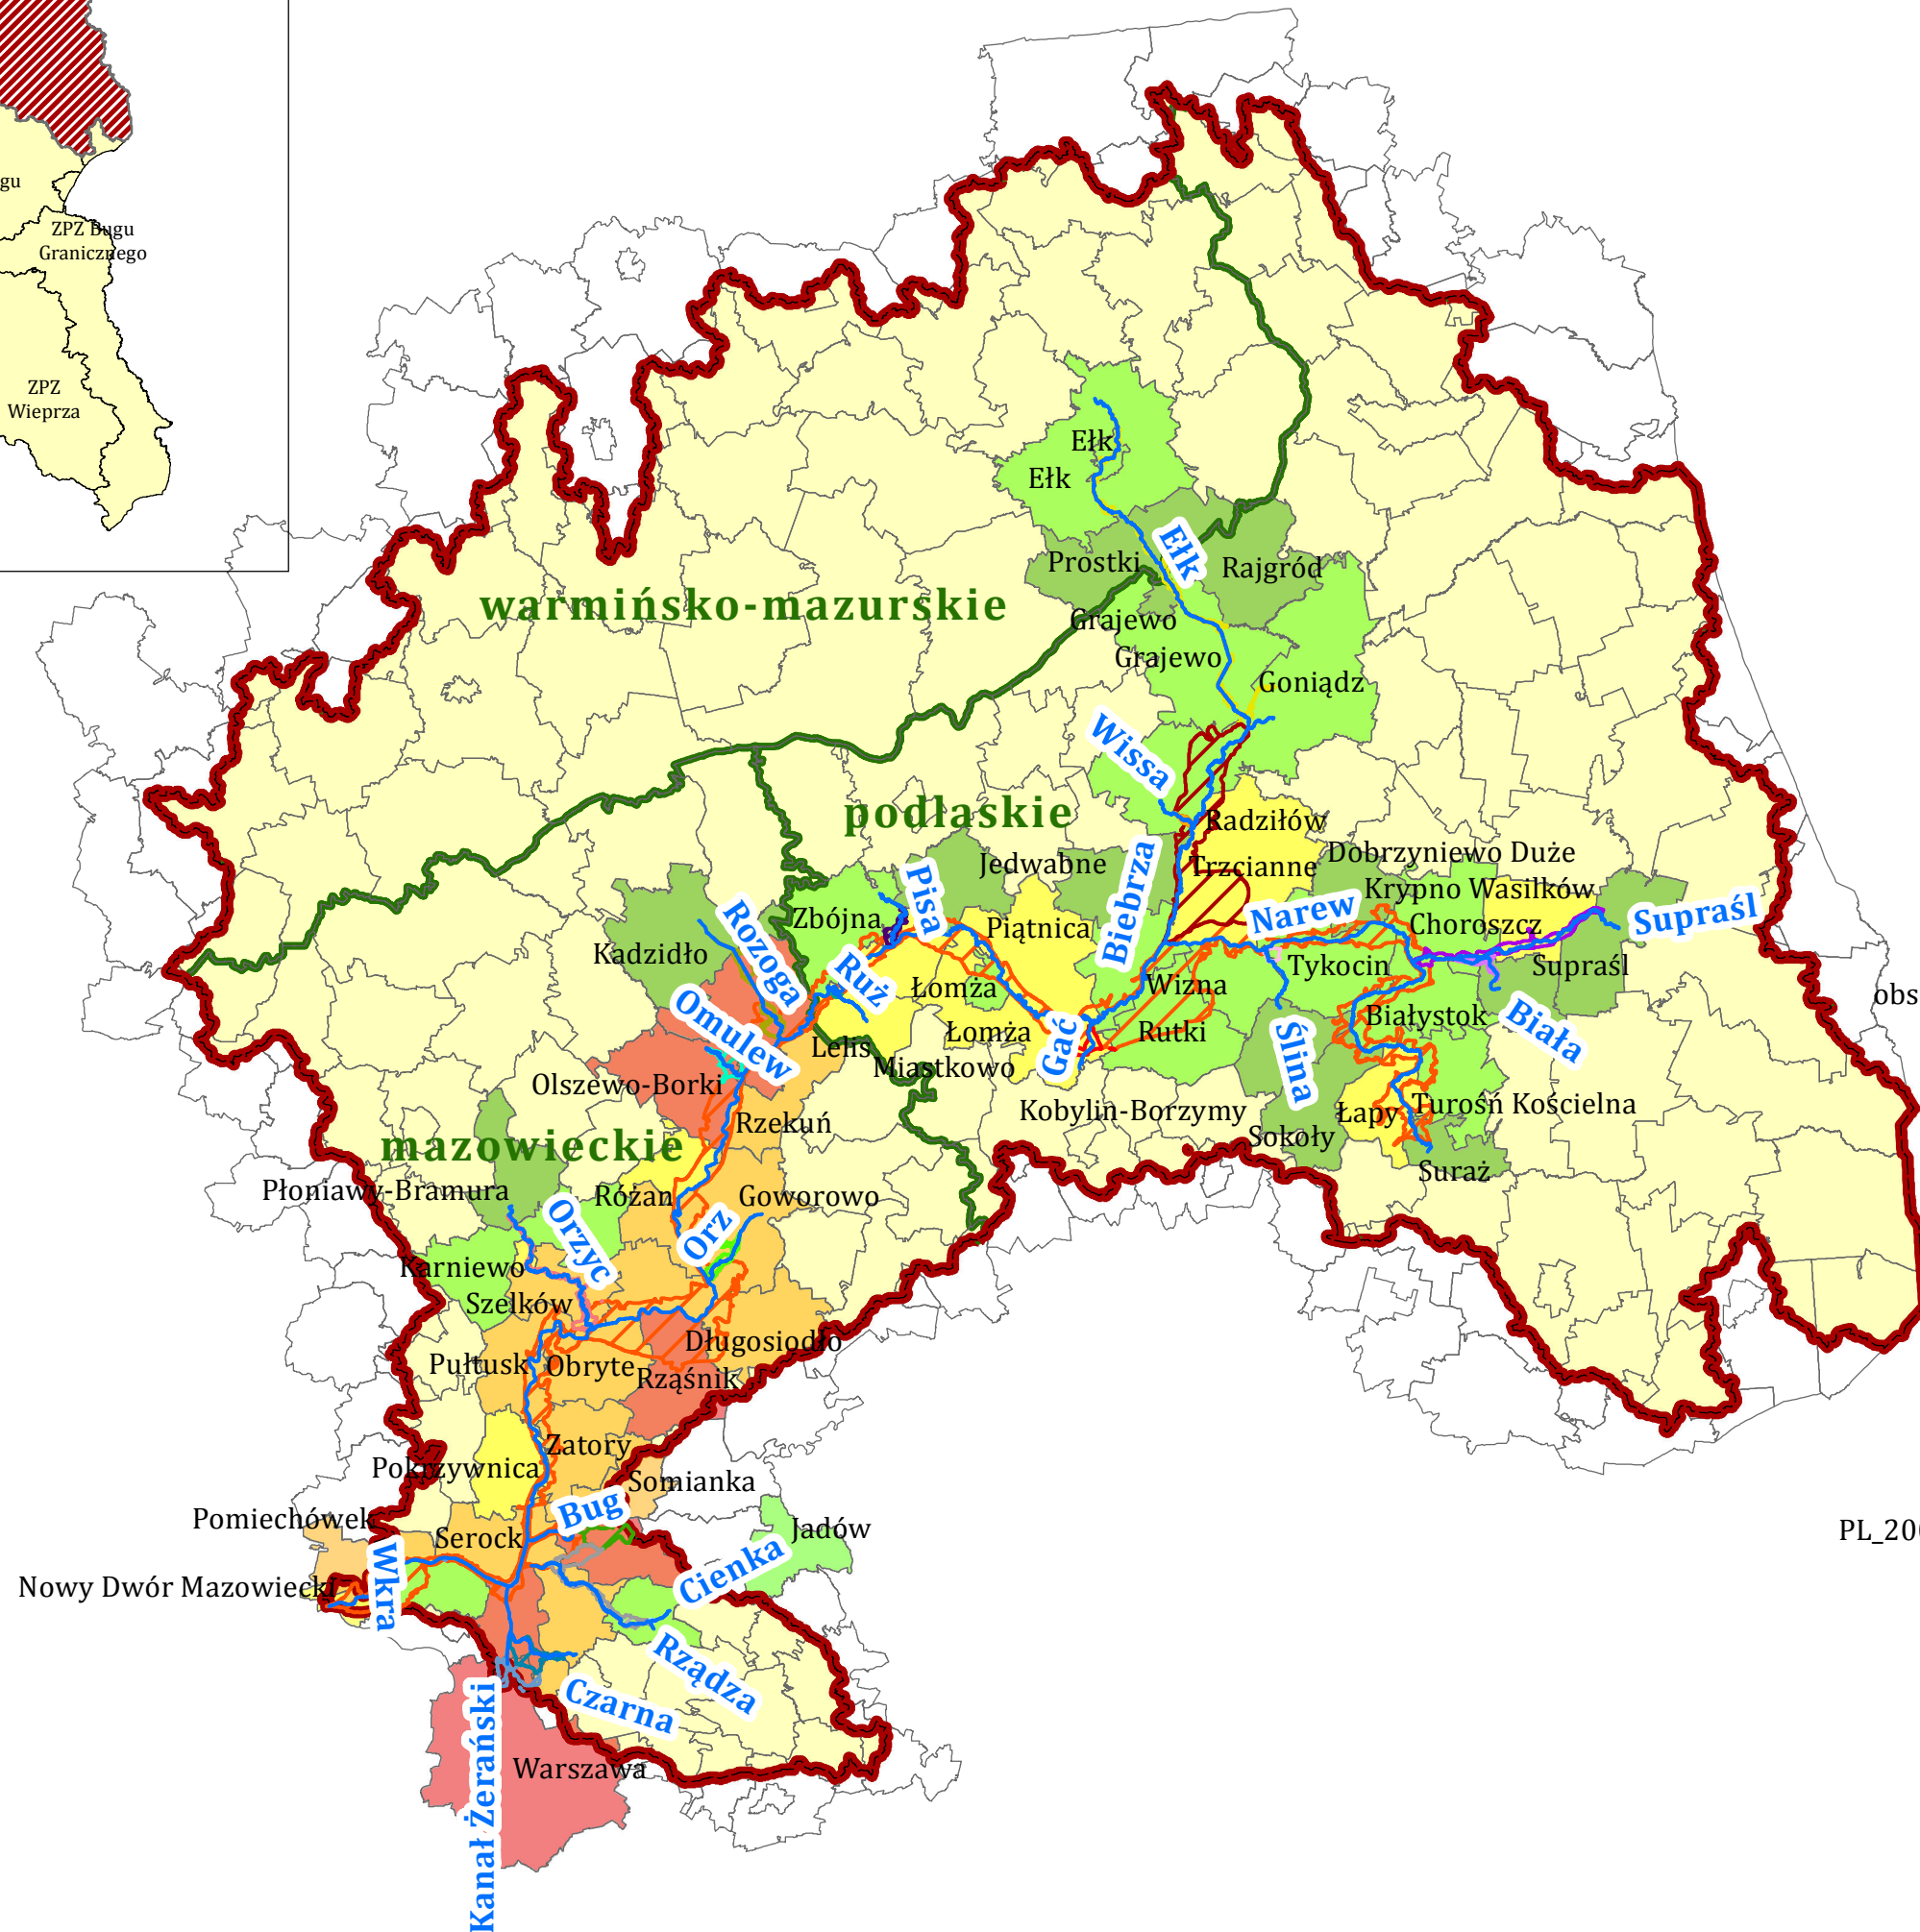 gu
ZPZ Bugu
Granicznego
ZPZ
Wieprza
Ełk
Ełk
Ełk
Prostki
Rajgród
warmińsko-mazurskie
Grajewo
Grajewo
Goniądz
Wissa
podlaskie
Radziłów
Jedwabne
Trzcianne
Dobrzyniewo Duże
Krypno
Wasilków
Pisa
Biebrza
Narew
Supraśl
Zbójna
Piątnica
Choroszcz
Rozoga
Kadzidło
Ruż
Tykocin
Supraśl
Łomża
Wizna
obs
Omulew
Białystok
Biała
Łomża
Rutki
Gać
Ślina
Lelis
Miastkowo
Olszewo-Borki
Kobylin-Borzymy
Łapy
Turośń Kościelna
Rzekuń
Sokoły
mazowieckie
Suraż
Płoniawy-Bramura
Różan
Goworowo
Orzyc
Orz
Karniewo
Szelków
Długosiodło
Pułtusk
Obryte
Rząśnik
Zatory
Pokrzywnica
Somianka
Bug
Pomiechówek
Serock
Jadów
PL_200
Wkra
Cienka
Nowy Dwór Mazowiecki
Rządza
Czarna
Kanał Żerański
Warszawa